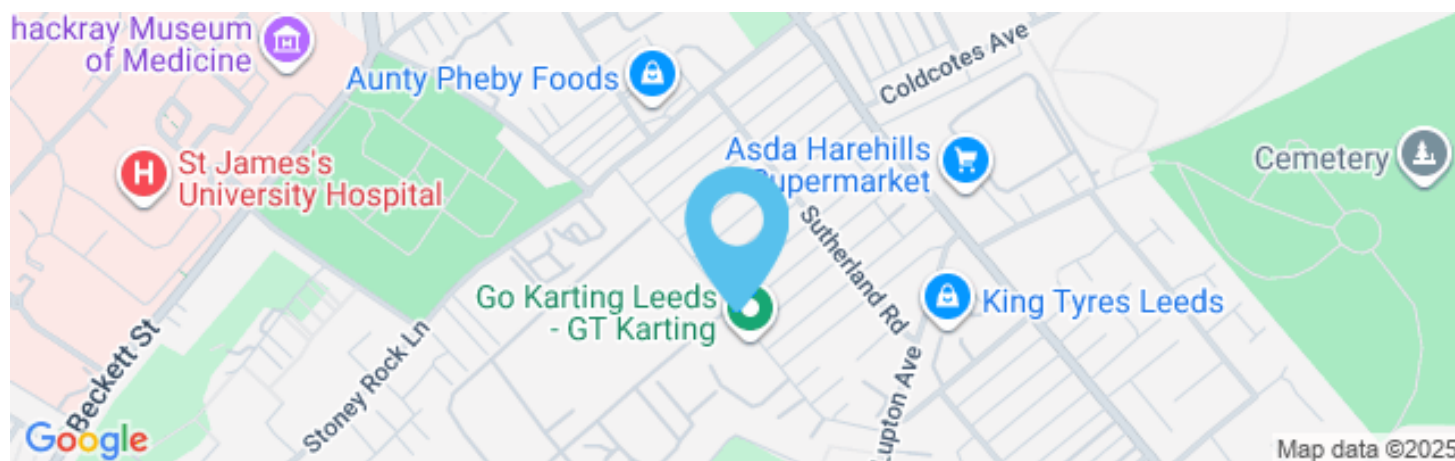 hackray Museum
of Medicine
Aunty Pheby Foods
Coldcotes Ave
St James's
University Hospital
Asda Harehills
upermarket
Cemetery
Sutherland Rd
Go Karting Leeds
- GT Karting
King Tyres Leeds
Beckett St
Stoney Rock Ln
Lupton Ave
Google
Map data ©2025
H